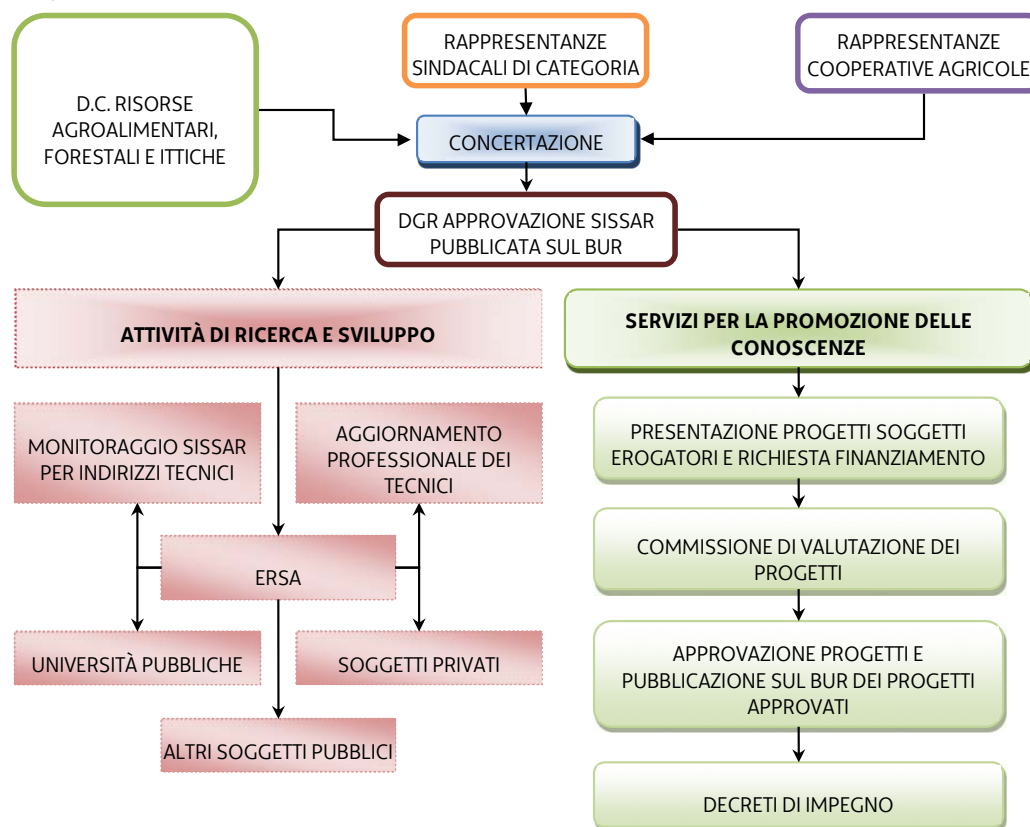 D.C. RISORSE
AGROALIMENTARI,
FORESTALI E ITTICHE
RAPPRESENTANZE
SINDACALI DI CATEGORIA
RAPPRESENTANZE
COOPERATIVE AGRICOLE
CONCERTAZIONE
DGR APPROVAZIONE SISSAR
PUBBLICATA SUL BUR
ATTIVITÀ DI RICERCA E SVILUPPO
MONITORAGGIO SISSAR
PER INDIRIZZI TECNICI
AGGIORNAMENTO
PROFESSIONALE DEI
TECNICI
ERSA
UNIVERSITÀ PUBBLICHE
SOGGETTI PRIVATI
ALTRI SOGGETTI PUBBLICI
SERVIZI PER LA PROMOZIONE DELLE
CONOSCENZE
PRESENTAZIONE PROGETTI SOGGETTI
EROGATORI E RICHIESTA FINANZIAMENTO
COMMISSIONE DI VALUTAZIONE DEI
PROGETTI
APPROVAZIONE PROGETTI E
PUBBLICAZIONE SUL BUR DEI PROGETTI
APPROVATI
DECRETI DI IMPEGNO